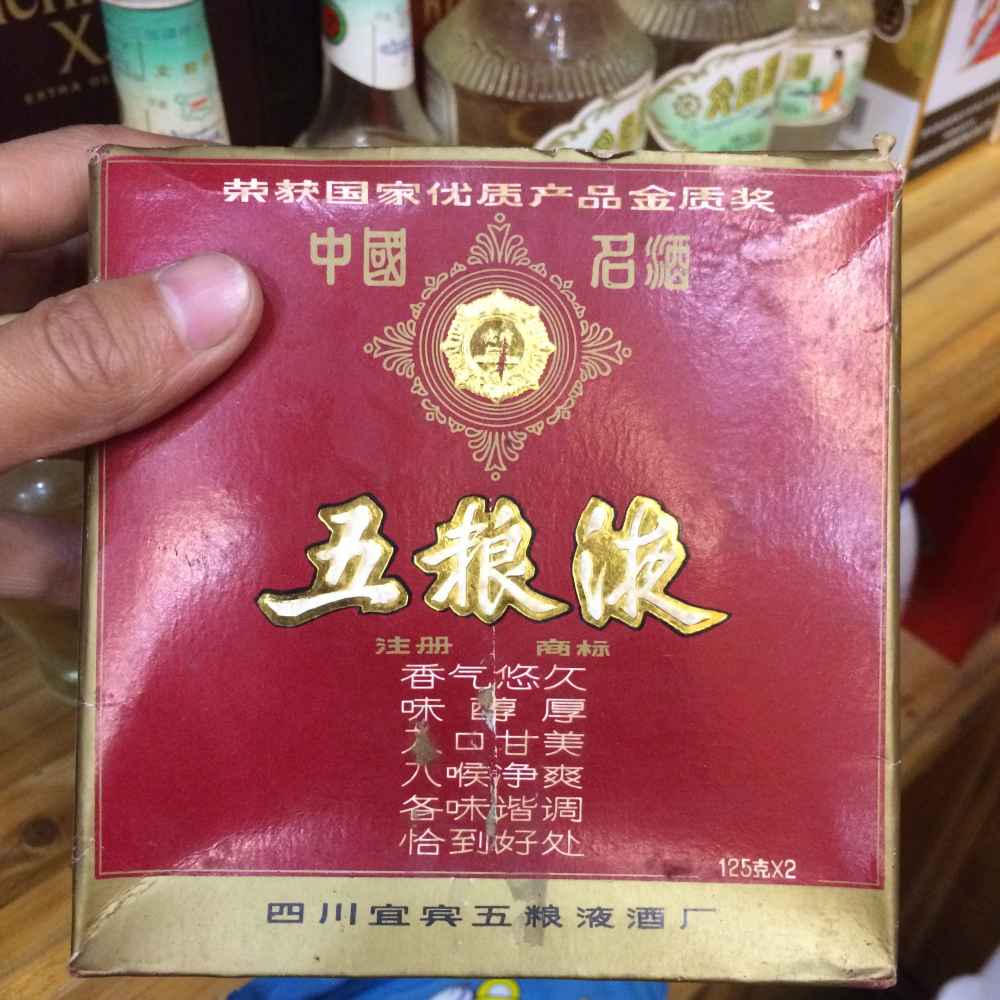 荣获国家优质产品金质奖
中國 名酒
五粮液
注册 商标
香气悠久
味醇厚
入口甘美
入喉净爽
各味谐调
恰到好处
125克X2
四川宜宾五粮液酒厂